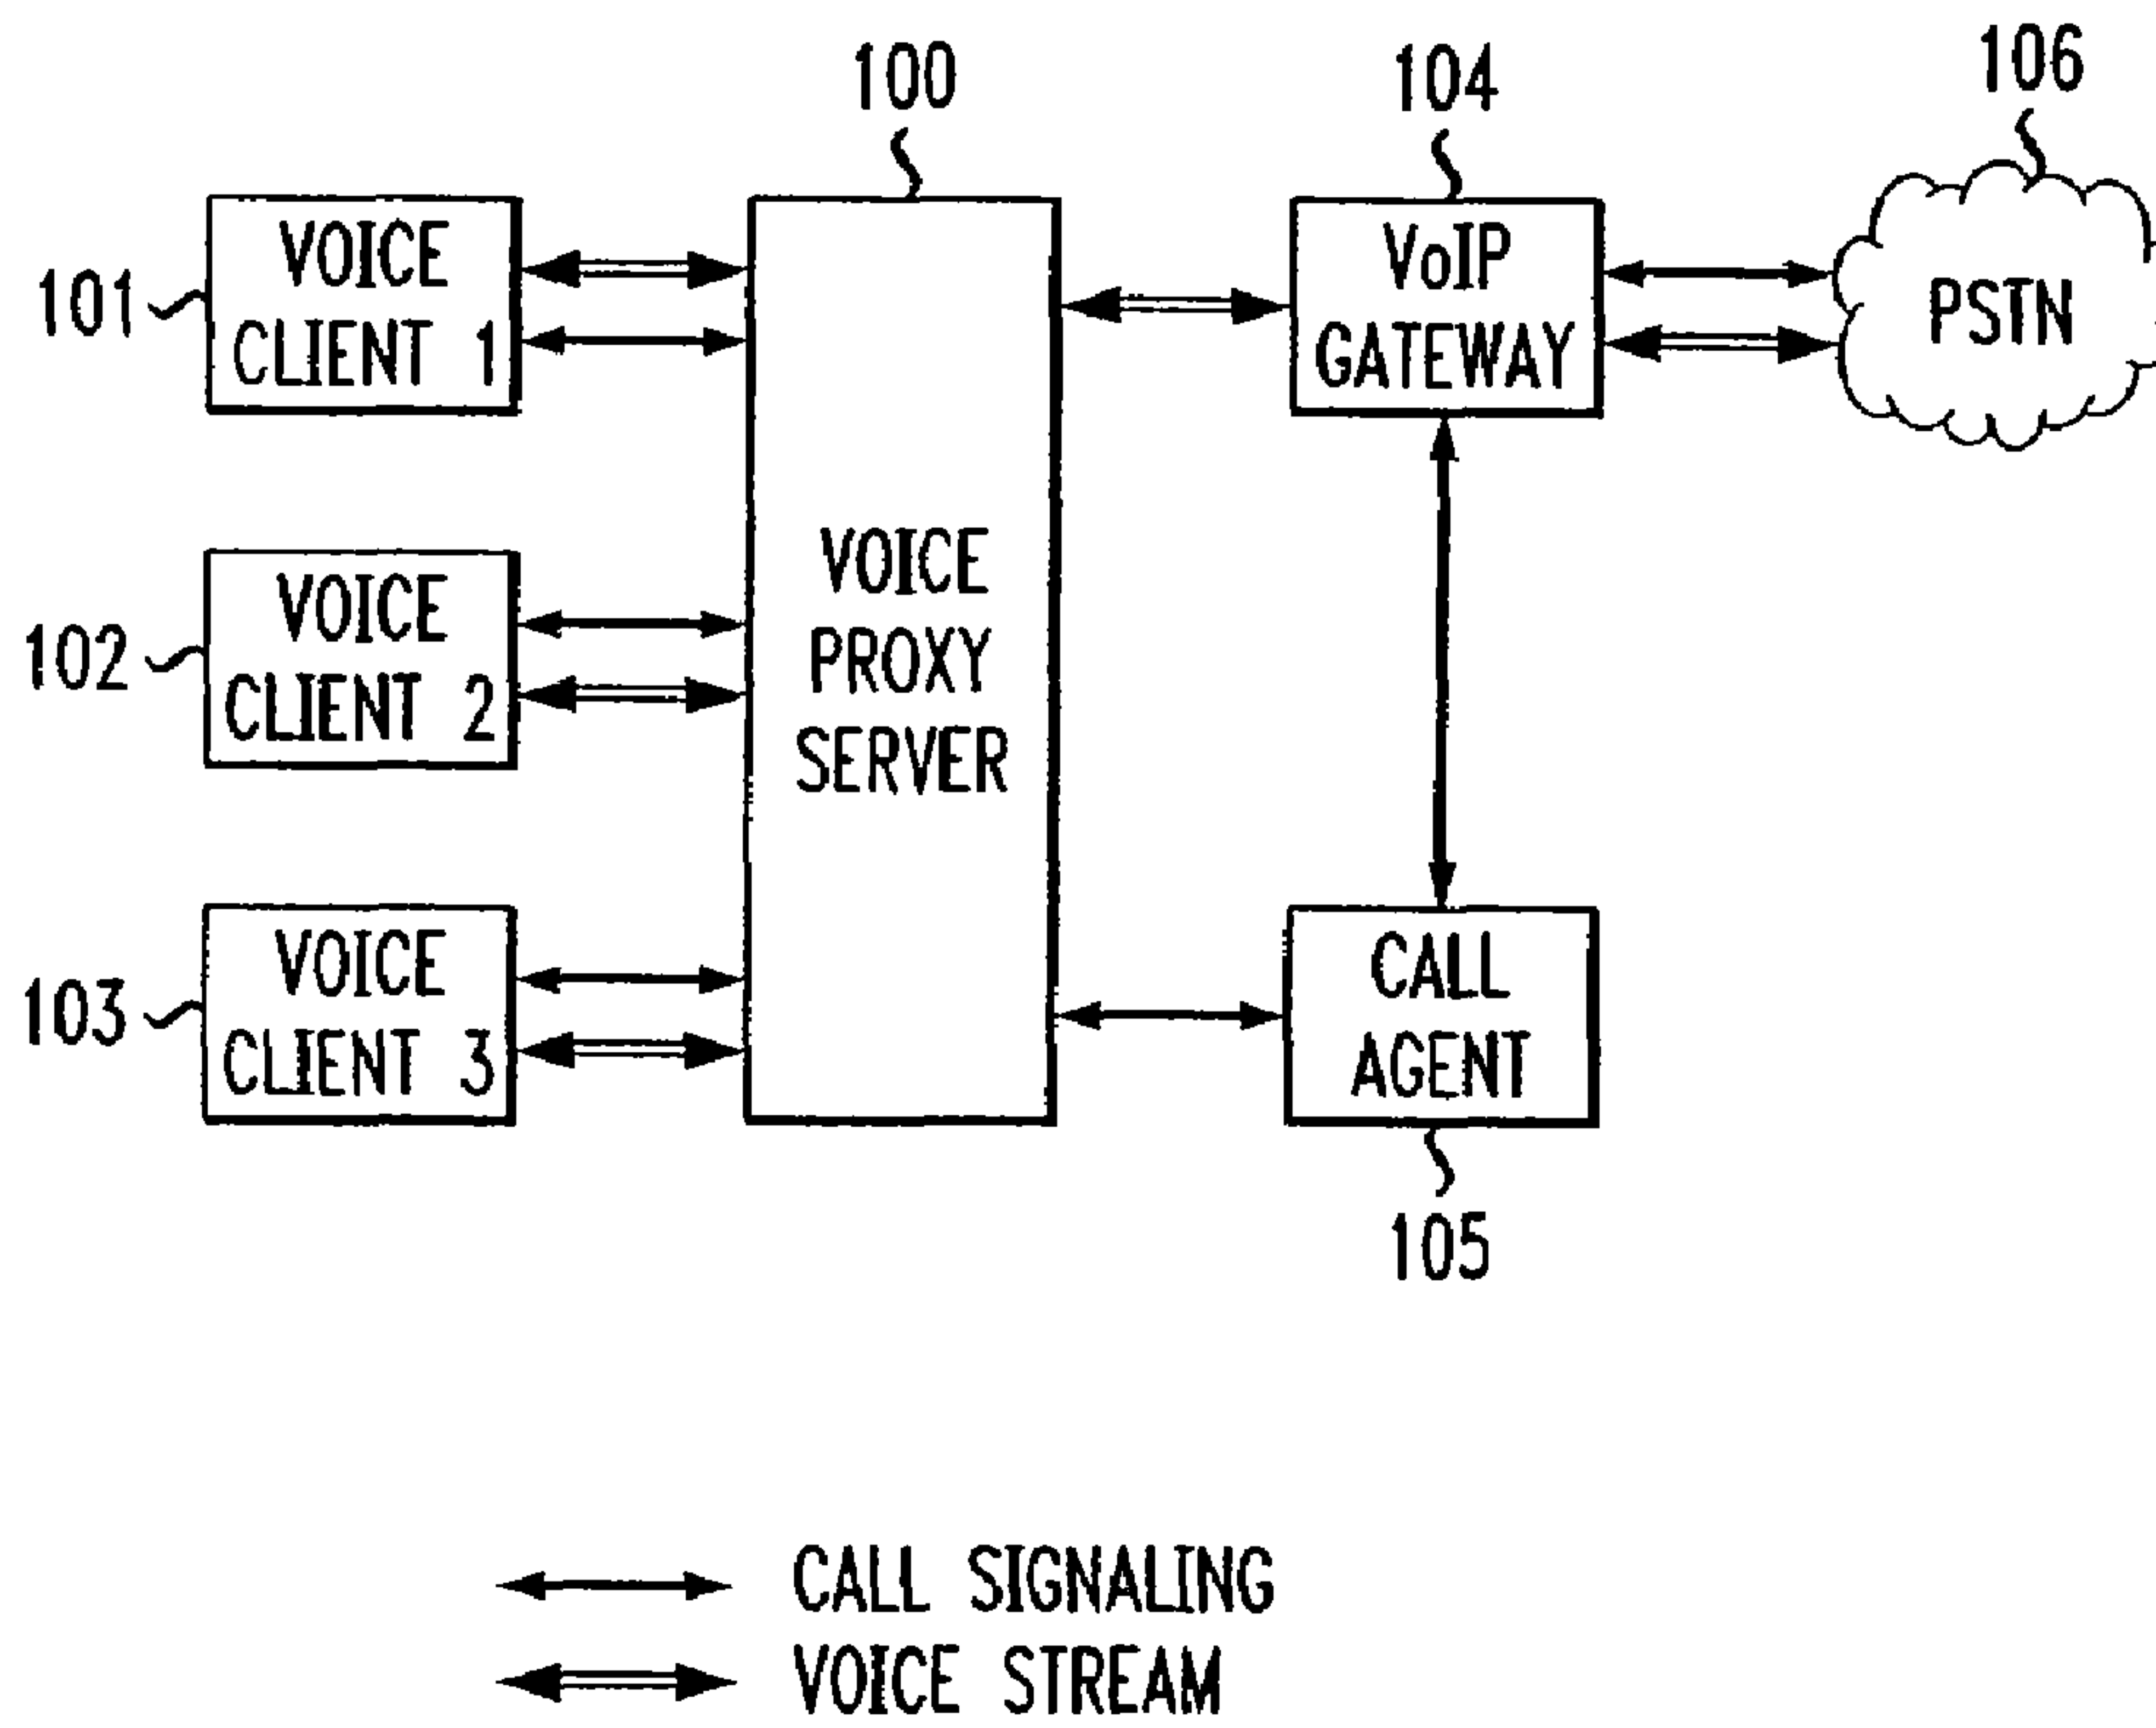 100
104
106
101
VOICE
CLIENT 1
VoIP
GATEWAY
PSTN
102
VOICE
CLIENT 2
VOICE
PROXY
SERVER
103
VOICE
CLIENT 3
CALL
AGENT
105
CALL SIGNALING
VOICE STREAM